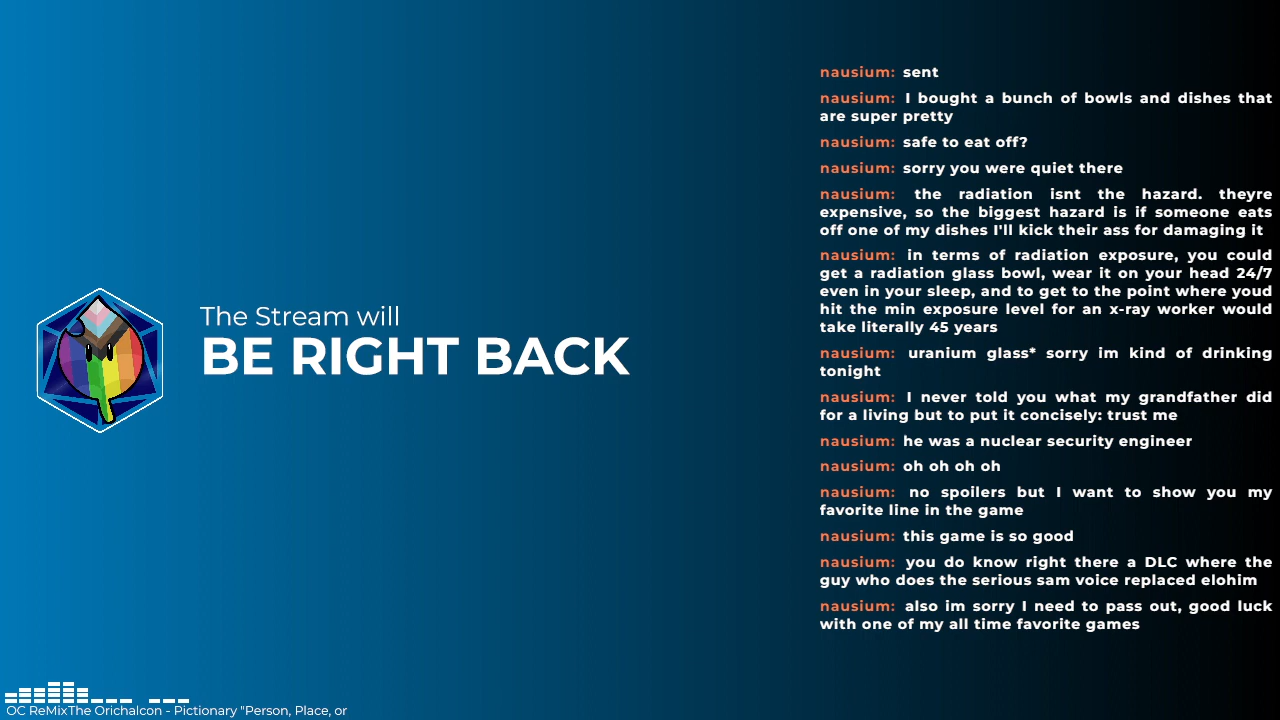 The Stream will
BE RIGHT BACK
nausium: sent
nausium: I bought a bunch of bowls and dishes that
are super pretty
nausium: safe to eat off?
nausium: sorry you were quiet there
nausium: the radiation isnt the hazard. theyre
expensive, so the biggest hazard is if someone eats
off one of my dishes I'll kick their ass for damaging it
nausium: in terms of radiation exposure, you could
get a radiation glass bowl, wear it on your head 24/7
even in your sleep, and to get to the point where youd
hit the min exposure level for an x-ray worker would
take literally 45 years
nausium: uranium glass* sorry im kind of drinking
tonight
nausium: I never told you what my grandfather did
for a living but to put it concisely: trust me
nausium: he was a nuclear security engineer
nausium: oh oh oh oh
nausium: no spoilers but I want to show you my
favorite line in the game
nausium: this game is so good
nausium: you do know right there a DLC where the
guy who does the serious sam voice replaced elohim
nausium: also im sorry I need to pass out, good luck
with one of my all time favorite games
OC ReMixThe Orichalcon - Pictionary "Person, Place, or